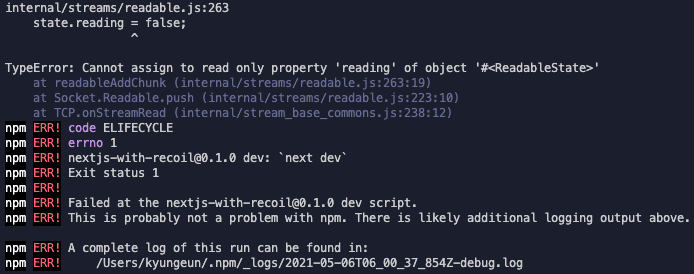 internal/streams/readable.js:263
    state.reading = false;
                  ^
TypeError: Cannot assign to read only property 'reading' of object '#<ReadableState>'
    at readableAddChunk (internal/streams/readable.js:263:19)
    at Socket.Readable.push (internal/streams/readable.js:223:10)
    at TCP.onStreamRead (internal/stream_base_commons.js:238:12)
npm ERR! code ELIFECYCLE
npm ERR! errno 1
npm ERR! nextjs-with-recoil@0.1.0 dev: `next dev`
npm ERR! Exit status 1
npm ERR!
npm ERR! Failed at the nextjs-with-recoil@0.1.0 dev script.
npm ERR! This is probably not a problem with npm. There is likely additional logging output above.
npm ERR! A complete log of this run can be found in:
npm ERR!     /Users/kyungeun/.npm/_logs/2021-05-06T06_00_37_854Z-debug.log